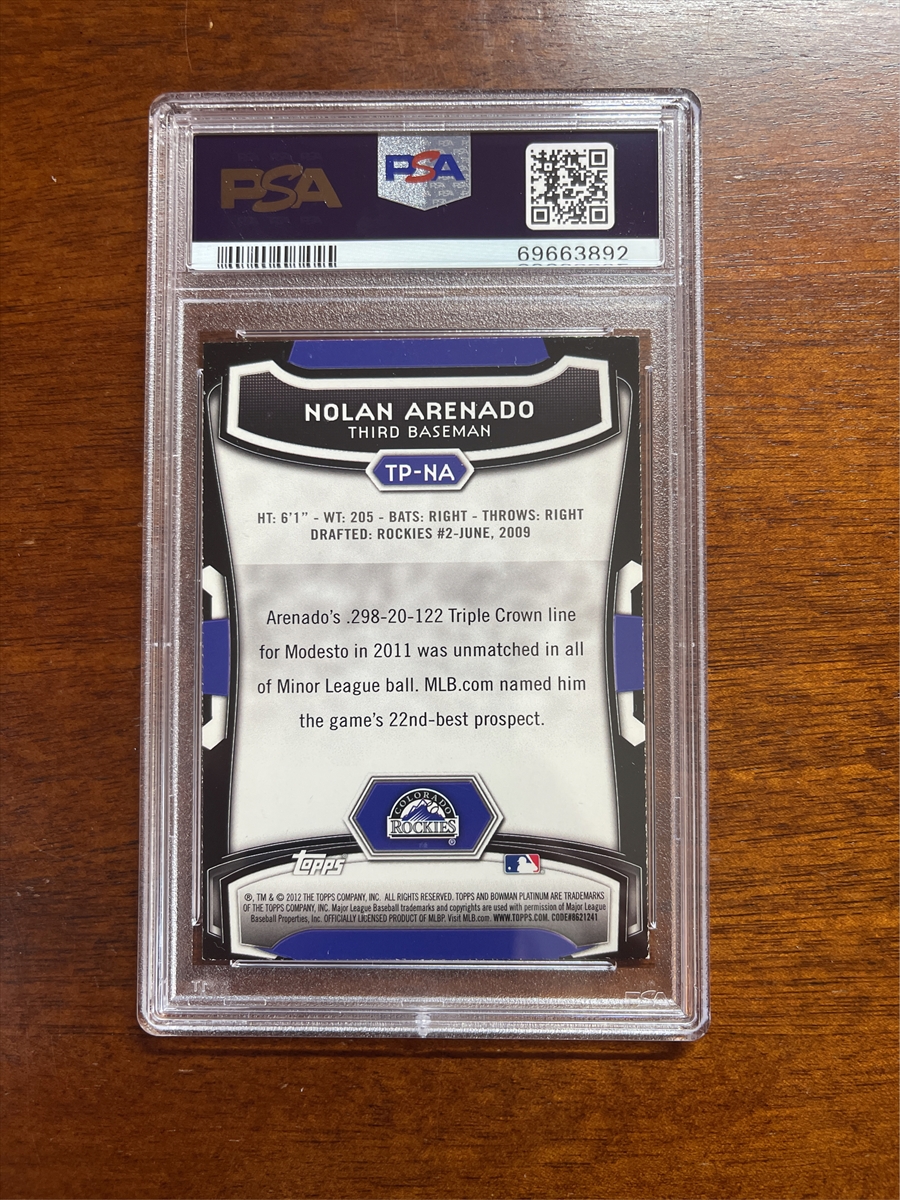 PSA
PSA
69663892
NOLAN ARENADO
THIRD BASEMAN
TP-NA
HT: 6'1" - WT: 205 - BATS: RIGHT - THROWS: RIGHT
DRAFTED: ROCKIES #2-JUNE, 2009
Arenado's .298-20-122 Triple Crown line
for Modesto in 2011 was unmatched in all
of Minor League ball. MLB.com named him
the game's 22nd-best prospect.
COLORADO
ROCKIES
®
Topps
®, TM & © 2012 THE TOPPS COMPANY, INC. ALL RIGHTS RESERVED. TOPPS AND BOWMAN PLATINUM ARE TRADEMARKS
OF THE TOPPS COMPANY, INC. Major League Baseball trademarks and copyrights are used with permission of Major League
Baseball Properties, Inc. OFFICIALLY LICENSED PRODUCT OF MLBP. Visit MLB.com. WWW.TOPPS.COM. CODE#8621241
PSA